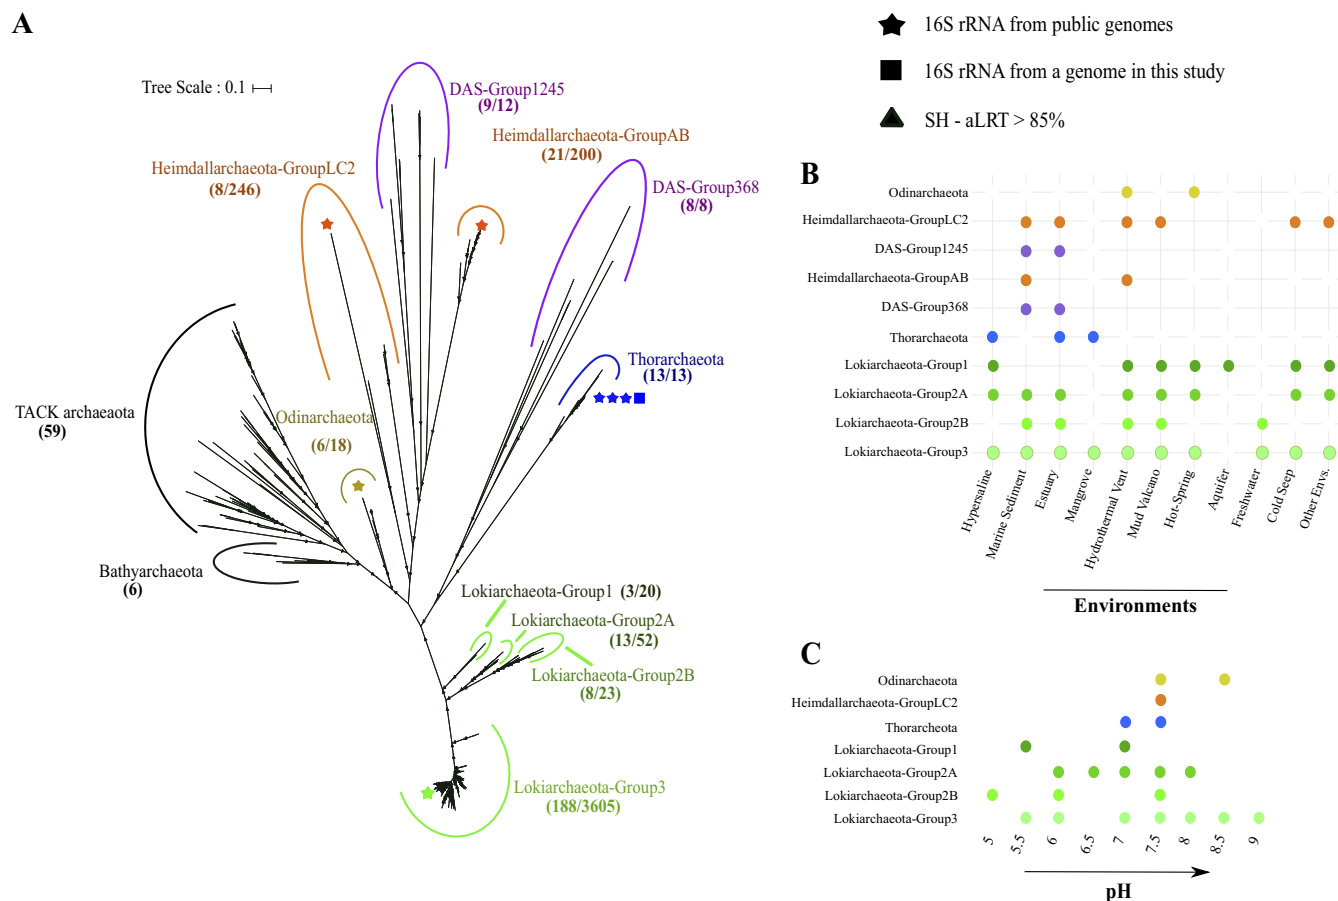 A
Tree Scale : 0.1
DAS-Group1245
(9/12)
Heimdallarchaeota-GroupAB
(21/200)
Heimdallarchaeota-GroupLC2
(8/246)
DAS-Group368
(8/8)
Thorarchaeota
(13/13)
TACK archaeaota
(59)
Odinarchaeota
(6/18)
Bathyarchaeota
(6)
Lokiarchaeota-Group1 (3/20)
Lokiarchaeota-Group2A
(13/52)
Lokiarchaeota-Group2B
(8/23)
Lokiarchaeota-Group3
(188/3605)
16S rRNA from public genomes
16S rRNA from a genome in this study
SH - aLRT > 85%
B
Odinarchaeota
Heimdallarchaeota-GroupLC2
DAS-Group1245
Heimdallarchaeota-GroupAB
DAS-Group368
Thorarchaeota
Lokiarchaeota-Group1
Lokiarchaeota-Group2A
Lokiarchaeota-Group2B
Lokiarchaeota-Group3
Hypersaline
Marine Sediment
Estuary
Mangrove
Hydrothermal Vent
Mud Valcano
Hot-Spring
Aquifer
Freshwater
Cold Seep
Other Envs.
Environments
C
Odinarchaeota
Heimdallarchaeota-GroupLC2
Thorarcheota
Lokiarchaeota-Group1
Lokiarchaeota-Group2A
Lokiarchaeota-Group2B
Lokiarchaeota-Group3
5
5.5
6
6.5
7
7.5
8
8.5
9
pH